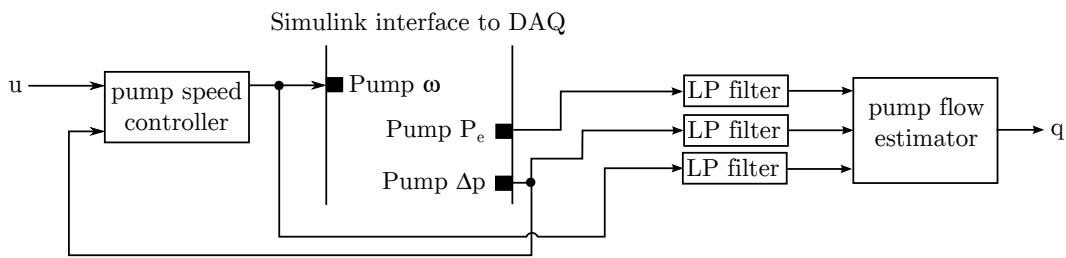 Simulink interface to DAQ
u
pump speed
controller
Pump ω
Pump Pₑ
Pump Δp
LP filter
LP filter
LP filter
pump flow
estimator
q